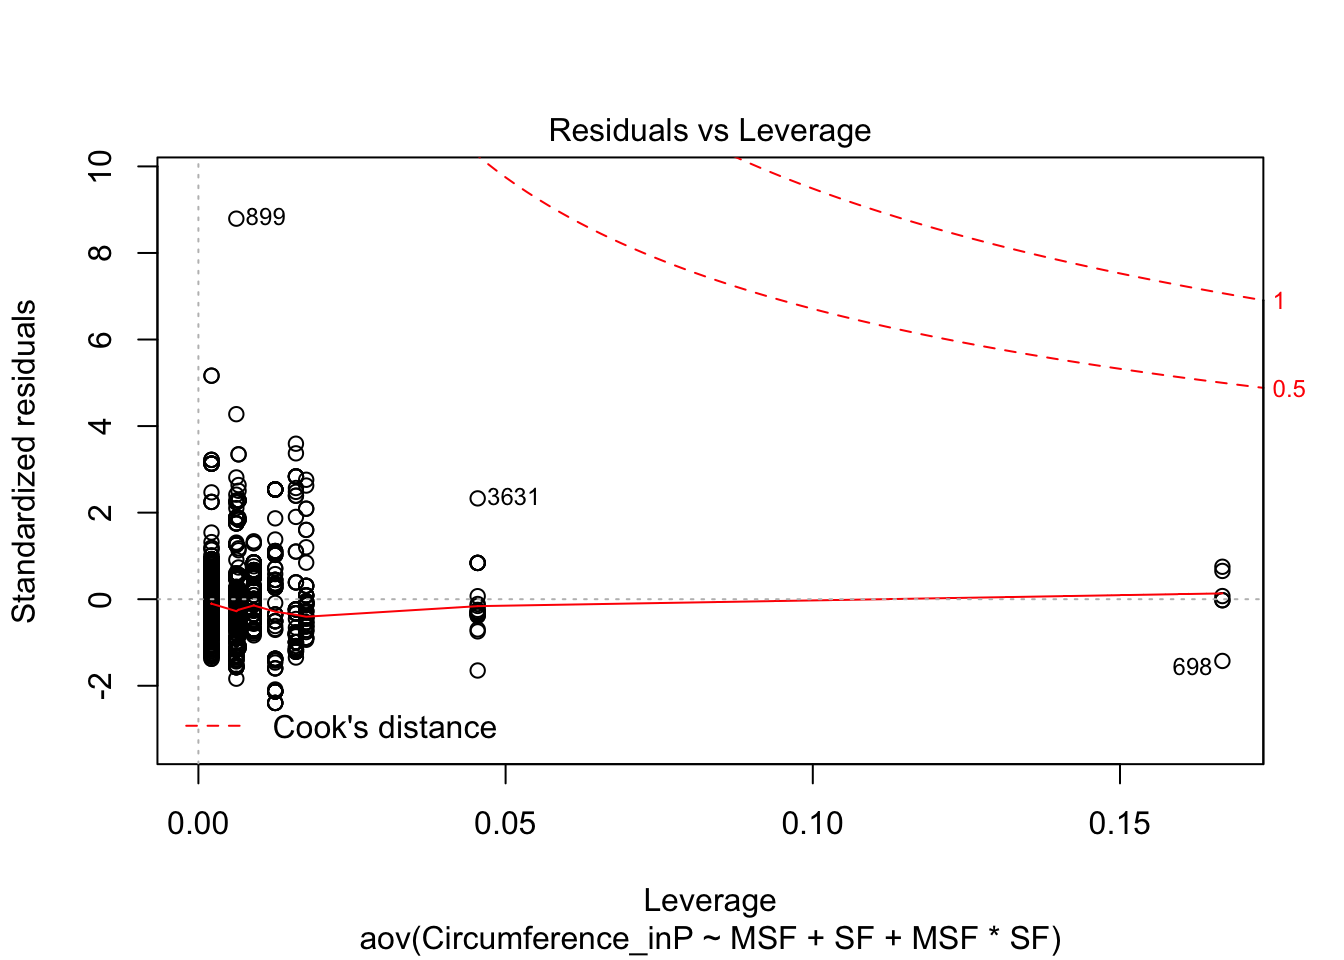 Residuals vs Leverage
Standardized residuals
10
8
6
4
2
0
-2
899
3631
698
1
0.5
Cook's distance
0.00 0.05 0.10 0.15
Leverage
aov(Circumference_inP ~ MSF + SF + MSF * SF)